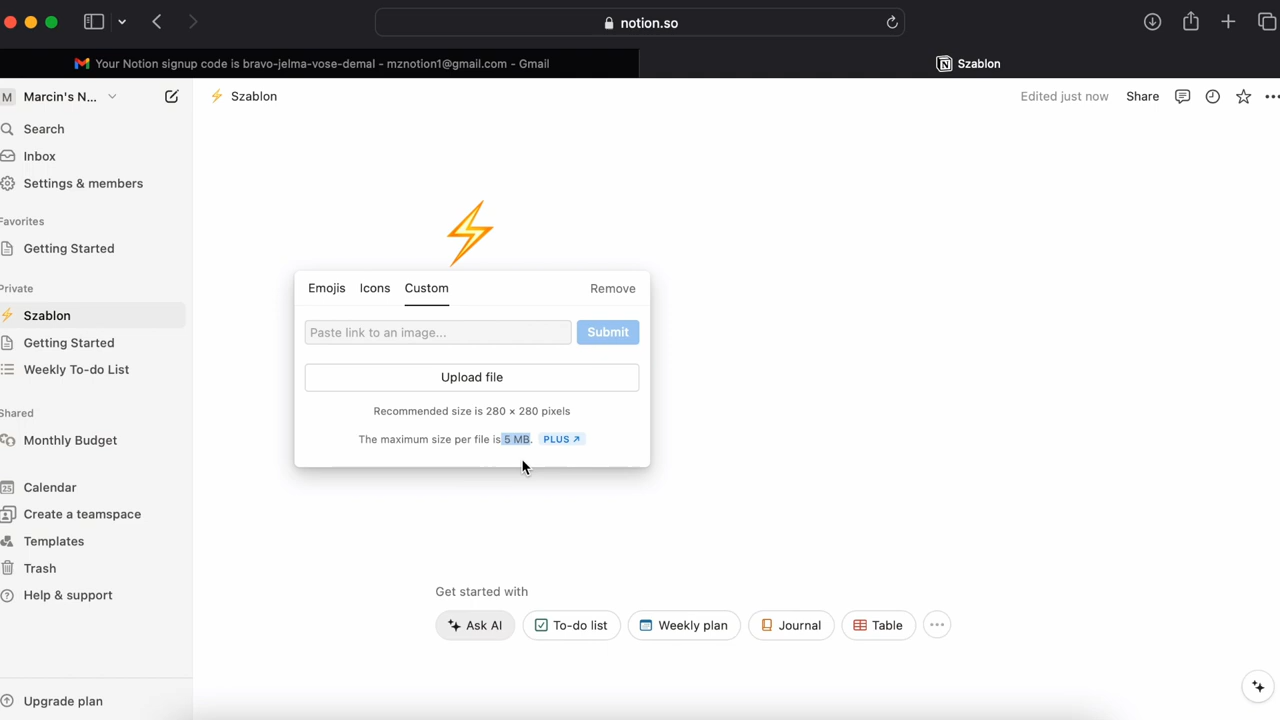 notion.so
Your Notion signup code is bravo-jelma-vose-demal - mznotion1@gmail.com - Gmail
Szablon
M Marcin's N...
Szablon
Edited just now
Share
Search
Inbox
Settings & members
Favorites
Getting Started
Private
Szablon
Getting Started
Weekly To-do List
Shared
Monthly Budget
Calendar
Create a teamspace
Templates
Trash
Help & support
Upgrade plan
Emojis Icons Custom Remove
Paste link to an image... Submit
Upload file
Recommended size is 280 × 280 pixels
The maximum size per file is 5 MB. PLUS ↗
Get started with
Ask AI To-do list Weekly plan Journal Table